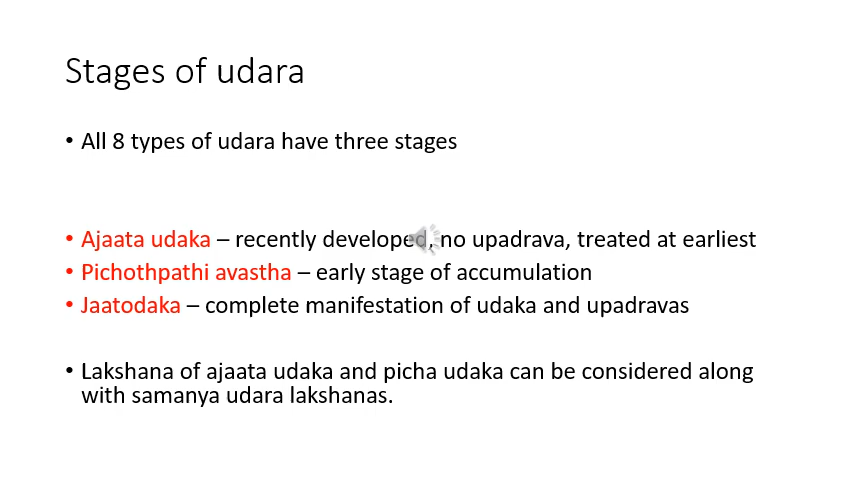 Stages of udara
• All 8 types of udara have three stages
• Ajaata udaka – recently developed, no upadrava, treated at earliest
• Pichothpathi avastha – early stage of accumulation
• Jaatodaka – complete manifestation of udaka and upadravas
• Lakshana of ajaata udaka and picha udaka can be considered along
with samanya udara lakshanas.